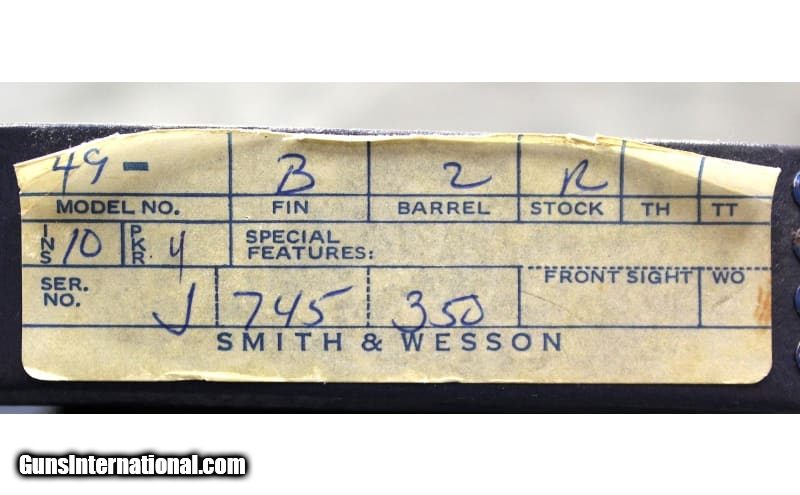 49- B 2 R
MODEL NO. FIN BARREL STOCK TH TT
INS 10 PKR. 4 SPECIAL FEATURES:
SER. NO. J 745 350 FRONT SIGHT WO
SMITH & WESSON
GunsInternational.com